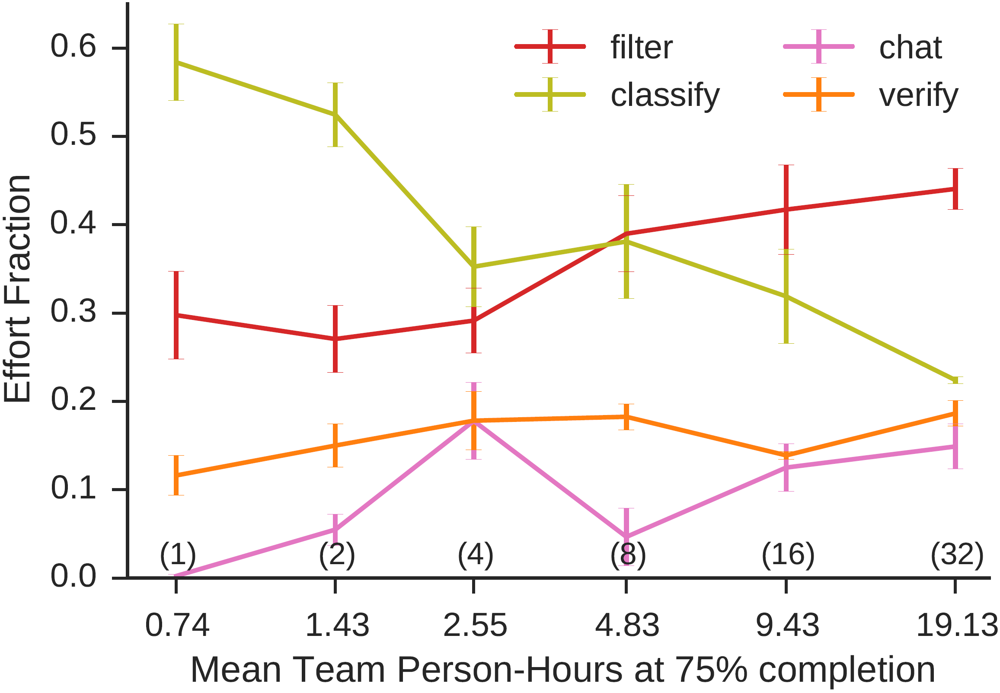 filter
chat
classify
verify
Effort Fraction
0.6
0.5
0.4
0.3
0.2
0.1
0.0
(1) (2) (4) (8) (16) (32)
0.74 1.43 2.55 4.83 9.43 19.13
Mean Team Person-Hours at 75% completion